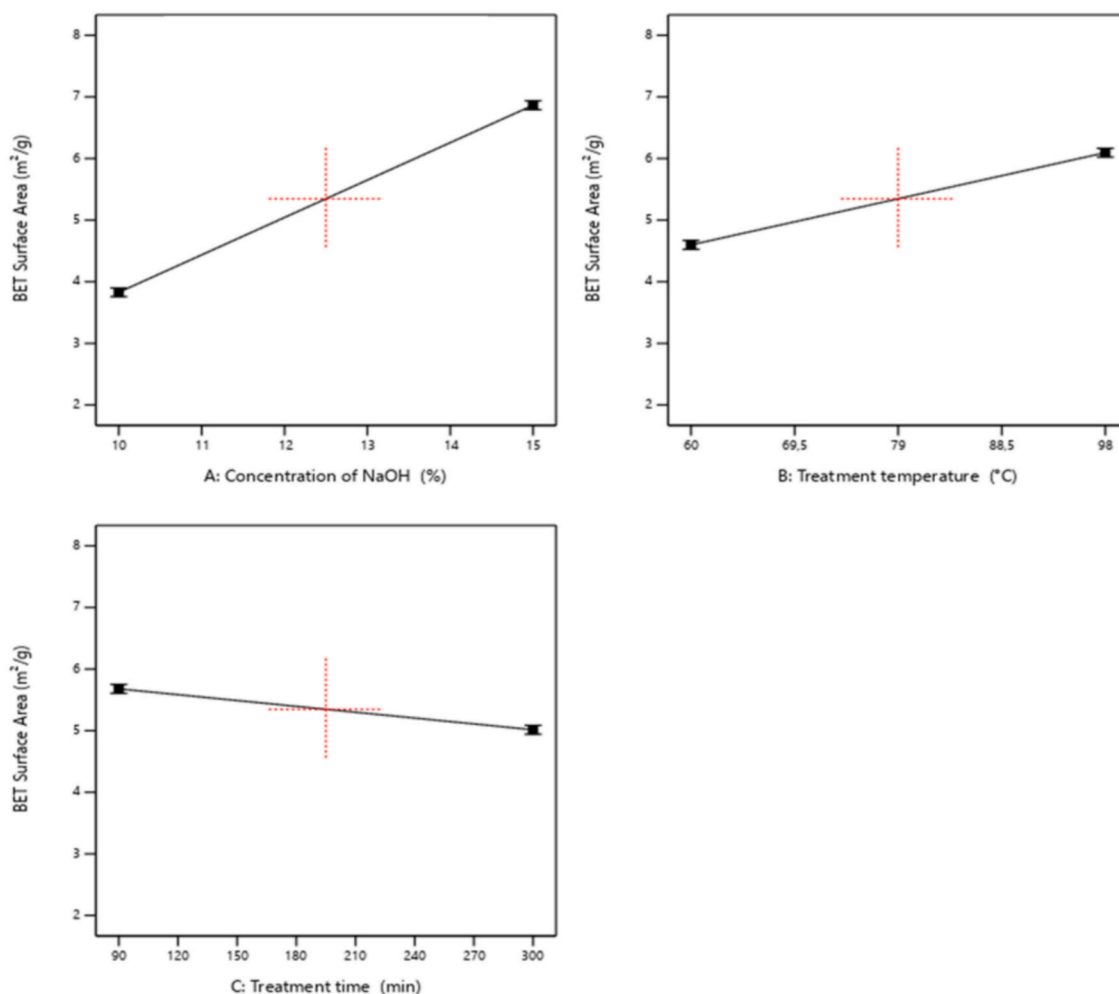 8
7
6
5
4
3
2
BET Surface Area (m²/g)
10 11 12 13 14 15
A: Concentration of NaOH (%)
8
7
6
5
4
3
2
BET Surface Area (m²/g)
60 69,5 79 88,5 98
B: Treatment temperature (°C)
8
7
6
5
4
3
2
BET Surface Area (m²/g)
90 120 150 180 210 240 270 300
C: Treatment time (min)